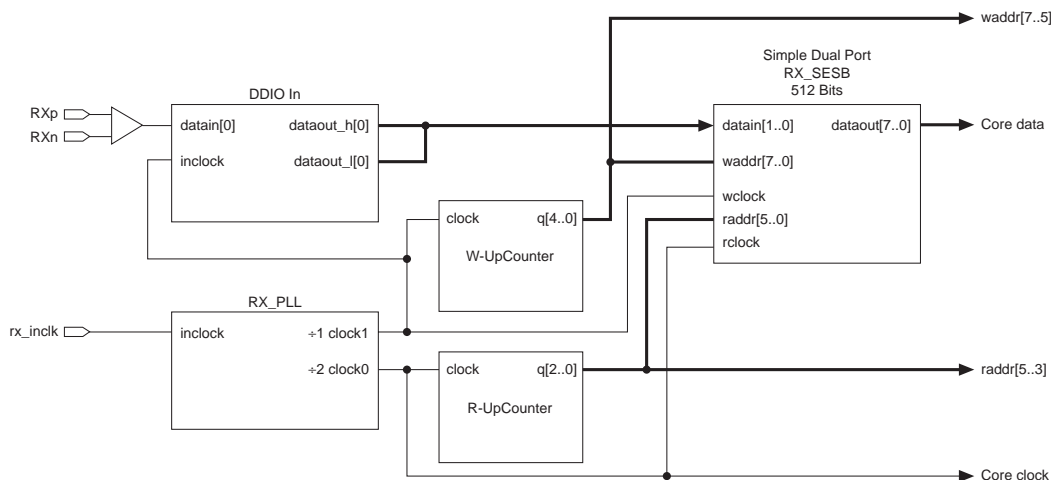 waddr[7..5]
Simple Dual Port
RX_SESB
512 Bits
DDIO In
RXp
RXn
datain[0]
dataout_h[0]
inclock
dataout_l[0]
datain[1..0]
dataout[7..0]
Core data
waddr[7..0]
wclock
raddr[5..0]
rclock
clock
q[4..0]
W-UpCounter
RX_PLL
rx_inclk
inclock
÷1 clock1
÷2 clock0
clock
q[2..0]
R-UpCounter
raddr[5..3]
Core clock